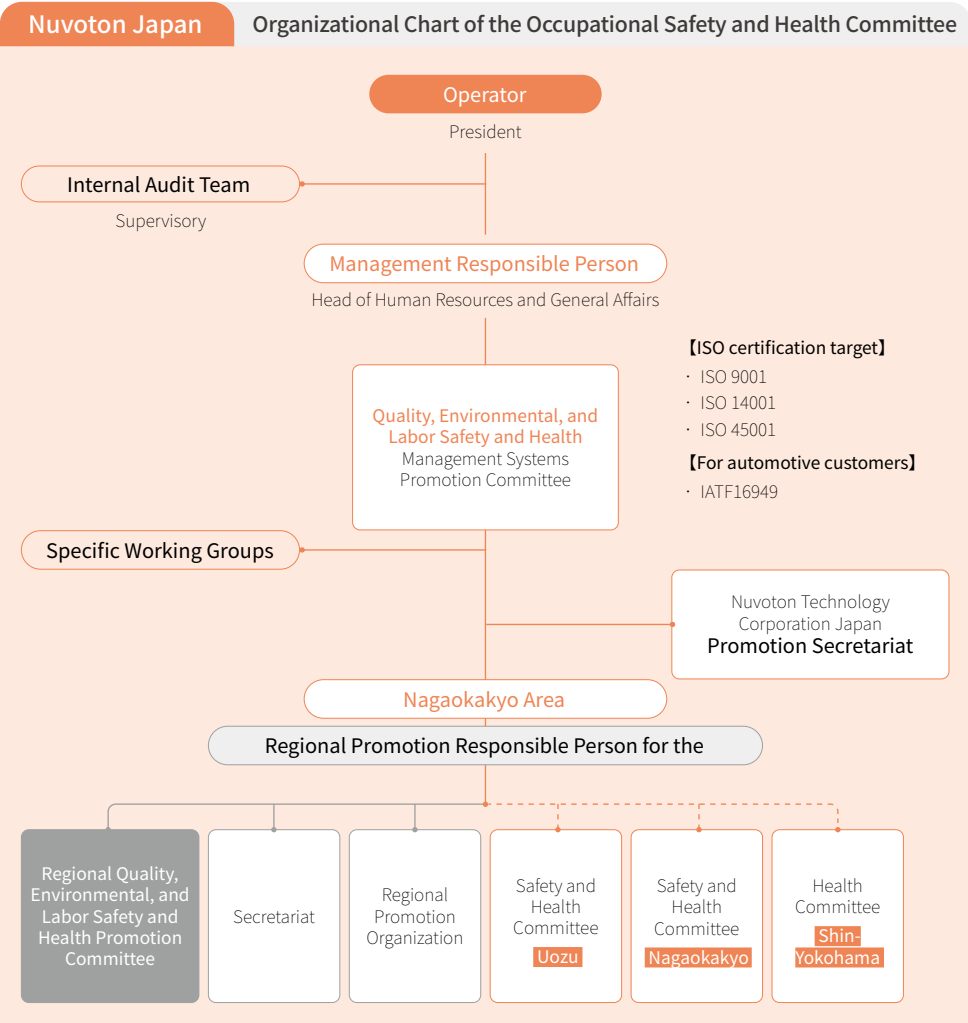 Nuvoton Japan
Organizational Chart of the Occupational Safety and Health Committee
Operator
President
Internal Audit Team
Supervisory
Management Responsible Person
Head of Human Resources and General Affairs
【ISO certification target】
· ISO 9001
· ISO 14001
· ISO 45001
【For automotive customers】
· IATF16949
Quality, Environmental, and
Labor Safety and Health
Management Systems
Promotion Committee
Specific Working Groups
Nuvoton Technology
Corporation Japan
Promotion Secretariat
Nagaokakyo Area
Regional Promotion Responsible Person for the
Regional Quality,
Environmental, and
Labor Safety and
Health Promotion
Committee
Secretariat
Regional
Promotion
Organization
Safety and
Health
Committee
Uozu
Safety and
Health
Committee
Nagaokakyo
Health
Committee
Shin-
Yokohama